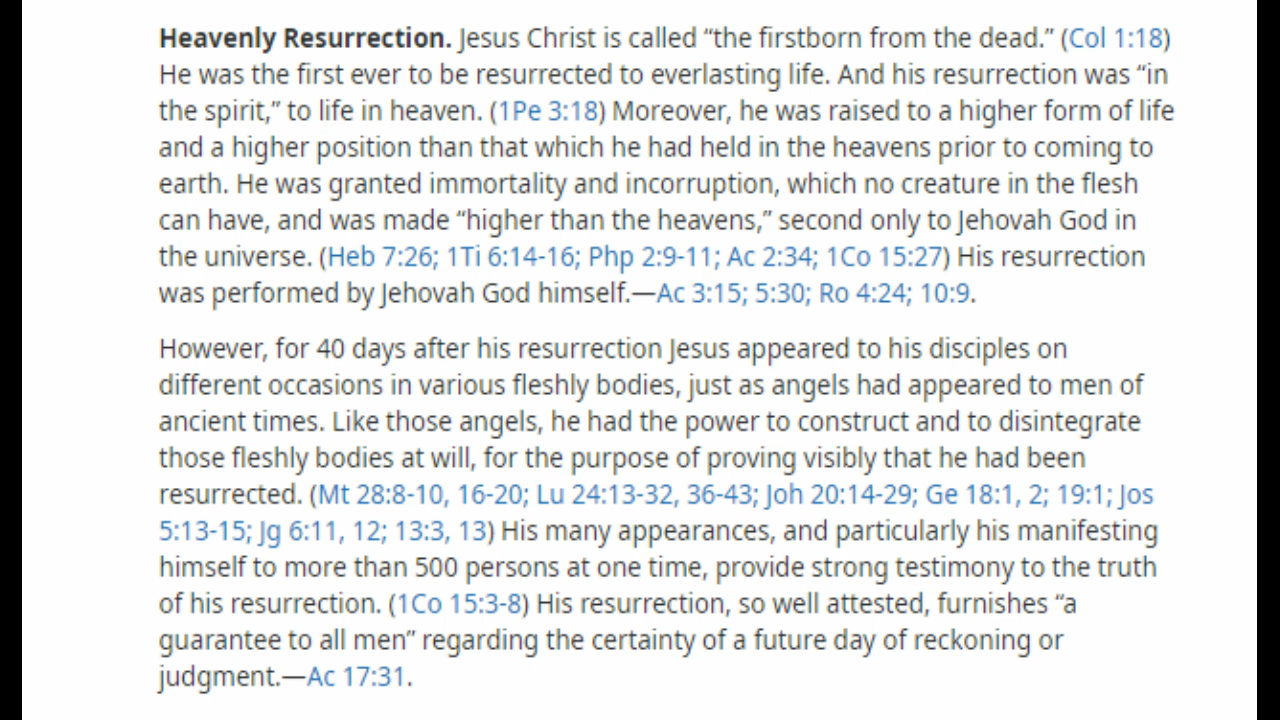 Heavenly Resurrection. Jesus Christ is called “the firstborn from the dead.” (Col 1:18)
He was the first ever to be resurrected to everlasting life. And his resurrection was “in
the spirit,” to life in heaven. (1Pe 3:18) Moreover, he was raised to a higher form of life
and a higher position than that which he had held in the heavens prior to coming to
earth. He was granted immortality and incorruption, which no creature in the flesh
can have, and was made “higher than the heavens,” second only to Jehovah God in
the universe. (Heb 7:26; 1Ti 6:14-16; Php 2:9-11; Ac 2:34; 1Co 15:27) His resurrection
was performed by Jehovah God himself.—Ac 3:15; 5:30; Ro 4:24; 10:9.
However, for 40 days after his resurrection Jesus appeared to his disciples on
different occasions in various fleshly bodies, just as angels had appeared to men of
ancient times. Like those angels, he had the power to construct and to disintegrate
those fleshly bodies at will, for the purpose of proving visibly that he had been
resurrected. (Mt 28:8-10, 16-20; Lu 24:13-32, 36-43; Joh 20:14-29; Ge 18:1, 2; 19:1; Jos
5:13-15; Jg 6:11, 12; 13:3, 13) His many appearances, and particularly his manifesting
himself to more than 500 persons at one time, provide strong testimony to the truth
of his resurrection. (1Co 15:3-8) His resurrection, so well attested, furnishes “a
guarantee to all men” regarding the certainty of a future day of reckoning or
judgment.—Ac 17:31.